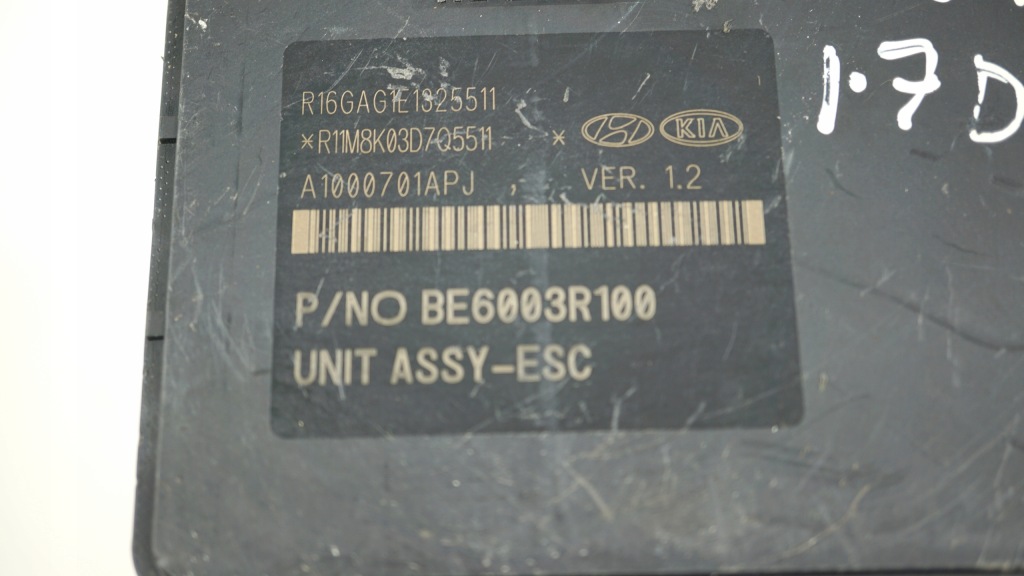 1.7D
R16GAG1E1325511
*R11M8K03D7Q5511 * KIA
A1000701APJ , VER. 1.2
P/NO BE6003R100
UNIT ASSY-ESC